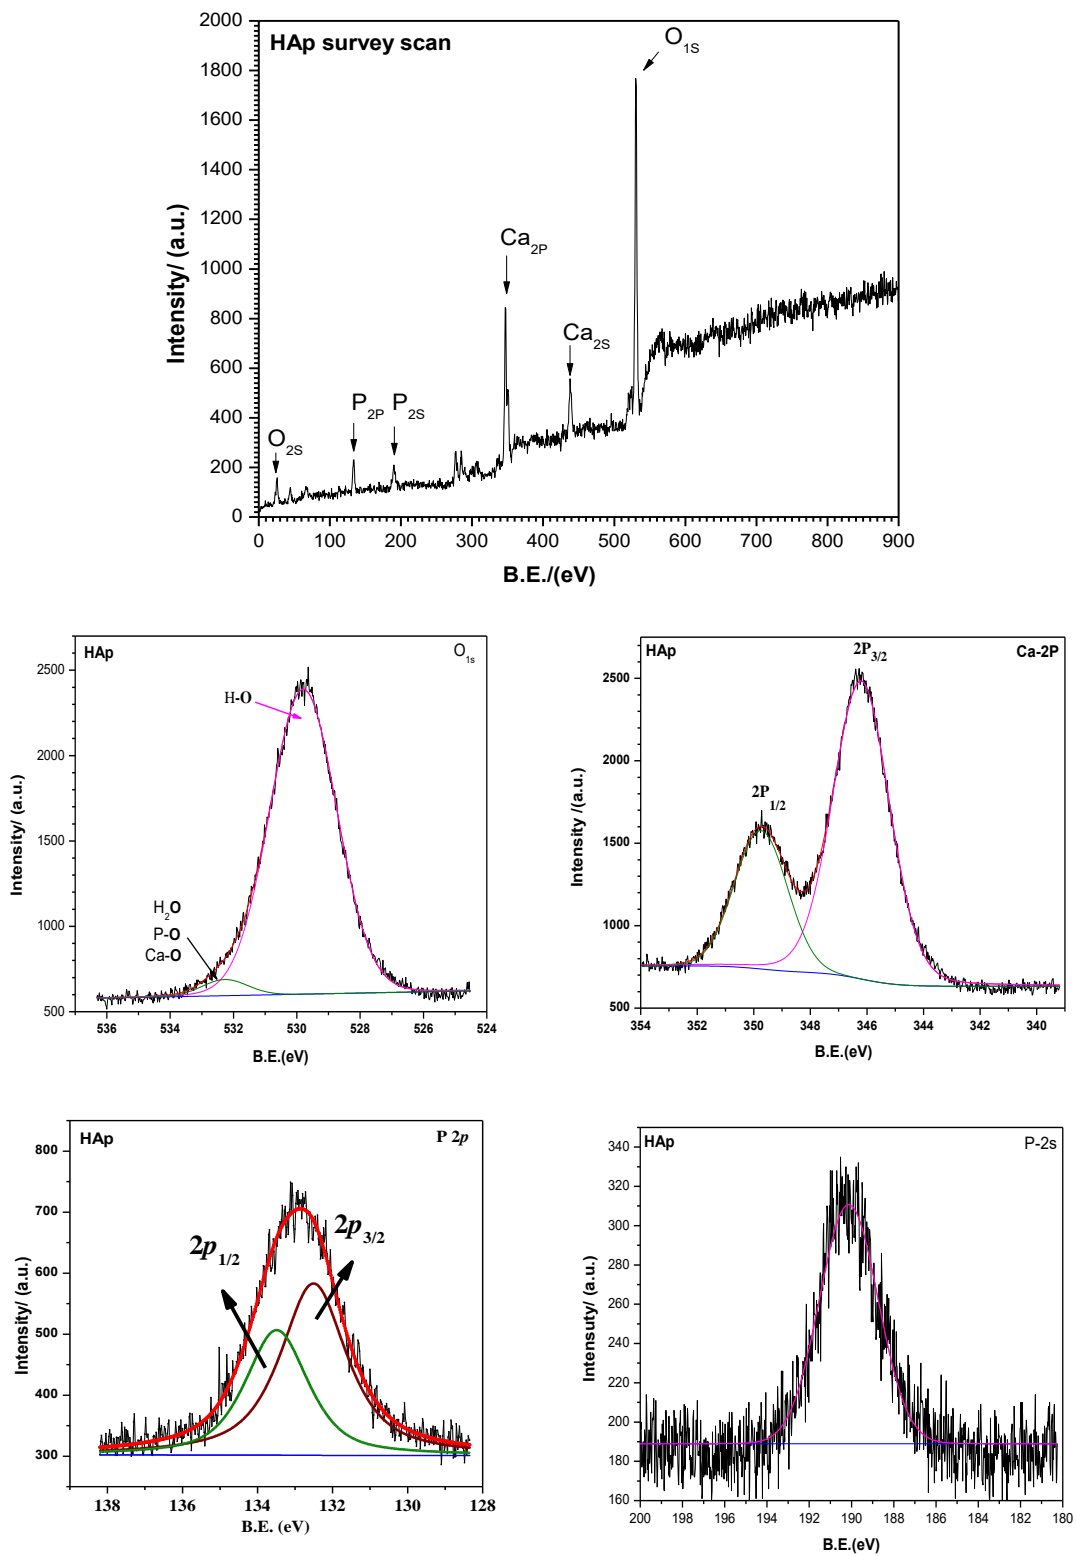 HAp survey scan
O1S
Ca2P
Ca2S
P2P
P2S
O2S
2000
1800
1600
1400
1200
1000
800
600
400
200
0
Intensity/ (a.u.)
0 100 200 300 400 500 600 700 800 900
B.E./(eV)
HAp
O1s
H-O
H2O
P-O
Ca-O
2500
2000
1500
1000
500
Intensity/ (a.u.)
536 534 532 530 528 526 524
B.E.(eV)
HAp
Ca-2P
2P3/2
2P 1/2
2500
2000
1500
1000
500
Intensity /(a.u.)
354 352 350 348 346 344 342 340
B.E.(eV)
HAp
P 2p
2p1/2
2p3/2
800
700
600
500
400
300
Intensity/ (a.u.)
138 136 134 132 130 128
B.E. (eV)
HAp
P-2s
340
320
300
280
260
240
220
200
180
160
Intensuty/ (a.u.)
200 198 196 194 192 190 188 186 184 182 180
B.E.(eV)